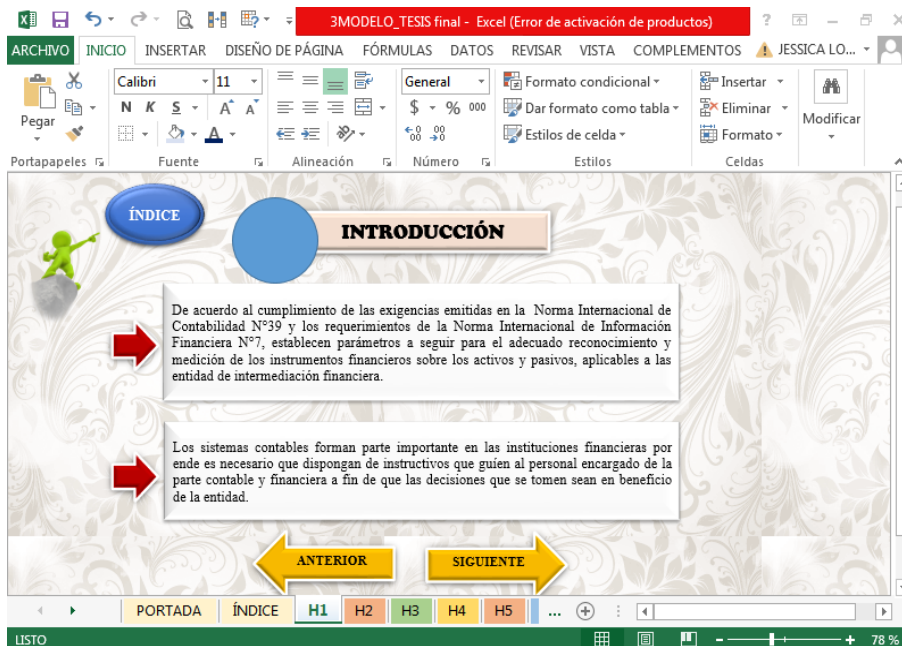 3MODELO_TESIS final - Excel (Error de activación de productos)
ARCHIVO INICIO INSERTAR DISEÑO DE PÁGINA FÓRMULAS DATOS REVISAR VISTA COMPLEMENTOS JESSICA LO...
Calibri 11 General Formato condicional Insertar
N K S A A $ % 000 Dar formato como tabla Eliminar
Pegar A Estilos de celda Formato Modificar
Portapapeles Fuente Alineación Número Estilos Celdas
ÍNDICE
INTRODUCCIÓN
De acuerdo al cumplimiento de las exigencias emitidas en la Norma Internacional de
Contabilidad N°39 y los requerimientos de la Norma Internacional de Información
Financiera N°7, establecen parámetros a seguir para el adecuado reconocimiento y
medición de los instrumentos financieros sobre los activos y pasivos, aplicables a las
entidad de intermediación financiera.
Los sistemas contables forman parte importante en las instituciones financieras por
ende es necesario que dispongan de instructivos que guíen al personal encargado de la
parte contable y financiera a fin de que las decisiones que se tomen sean en beneficio
de la entidad.
ANTERIOR SIGUIENTE
PORTADA ÍNDICE H1 H2 H3 H4 H5 ...
LISTO 78 %